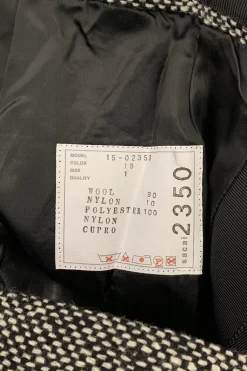 MODEL 15-02351
COLOR 19
SIZE 1
QUALITY
WOOL 90
NYLON 10
POLYESTER 100
NYLON
CUPRO
sacai 2350